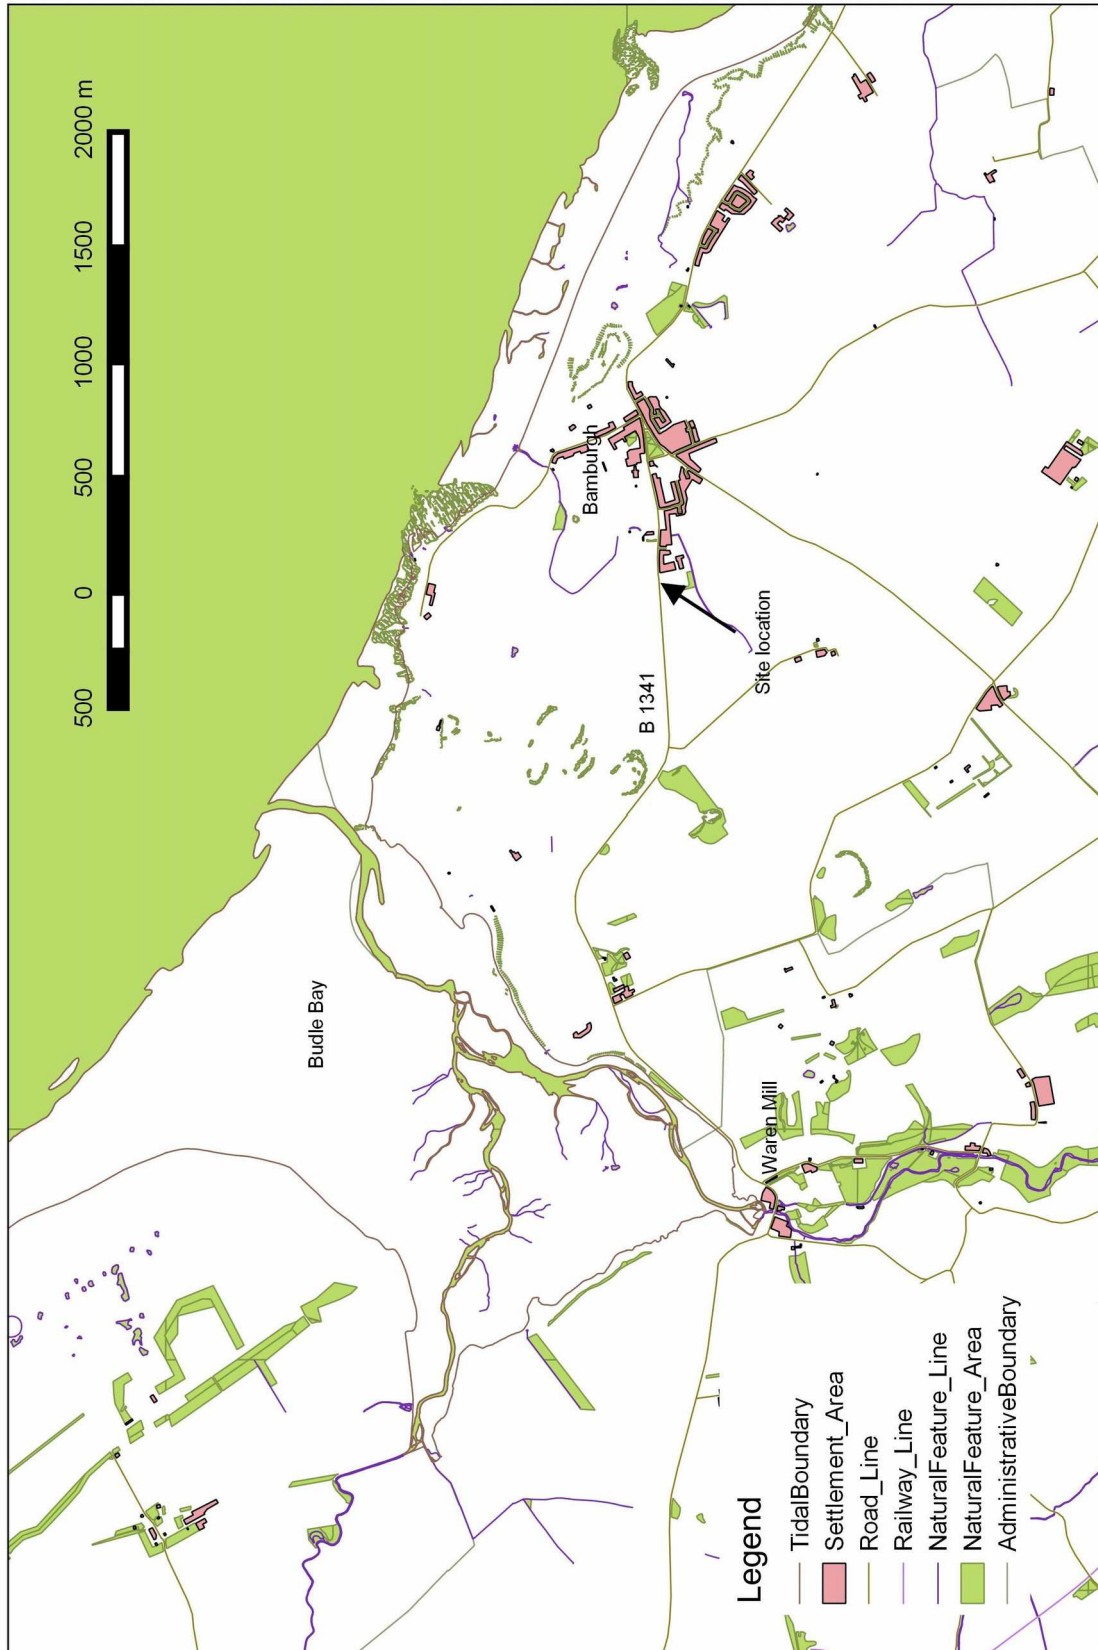 500 0 500 1000 1500 2000 m
Budle Bay
Bamburgh
B 1341
Site location
Waren Mill
Legend
TidalBoundary
Settlement_Area
Road_Line
Railway_Line
NaturalFeature_Line
NaturalFeature_Area
AdministrativeBoundary